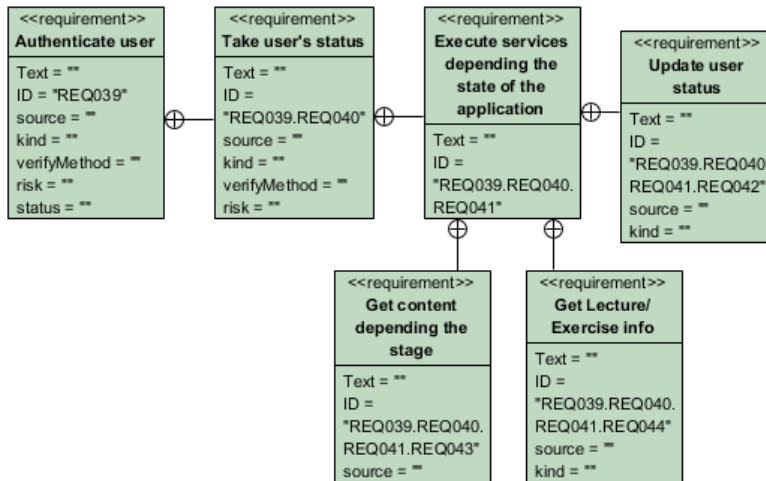 <<requirement>>
Authenticate user
Text = ""
ID = "REQ039"
source = ""
kind = ""
verifyMethod = ""
risk = ""
status = ""
<<requirement>>
Take user's status
Text = ""
ID =
"REQ039.REQ040"
source = ""
kind = ""
verifyMethod = ""
risk = ""
<<requirement>>
Execute services
depending the
state of the
application
Text = ""
ID =
"REQ039.REQ040.
REQ041"
<<requirement>>
Update user
status
Text = ""
ID =
"REQ039.REQ040
REQ041.REQ042"
source = ""
kind = ""
<<requirement>>
Get content
depending the
stage
Text = ""
ID =
"REQ039.REQ040.
REQ041.REQ043"
source = ""
<<requirement>>
Get Lecture/
Exercise info
Text = ""
ID =
"REQ039.REQ040.
REQ041.REQ044"
source = ""
kind = ""